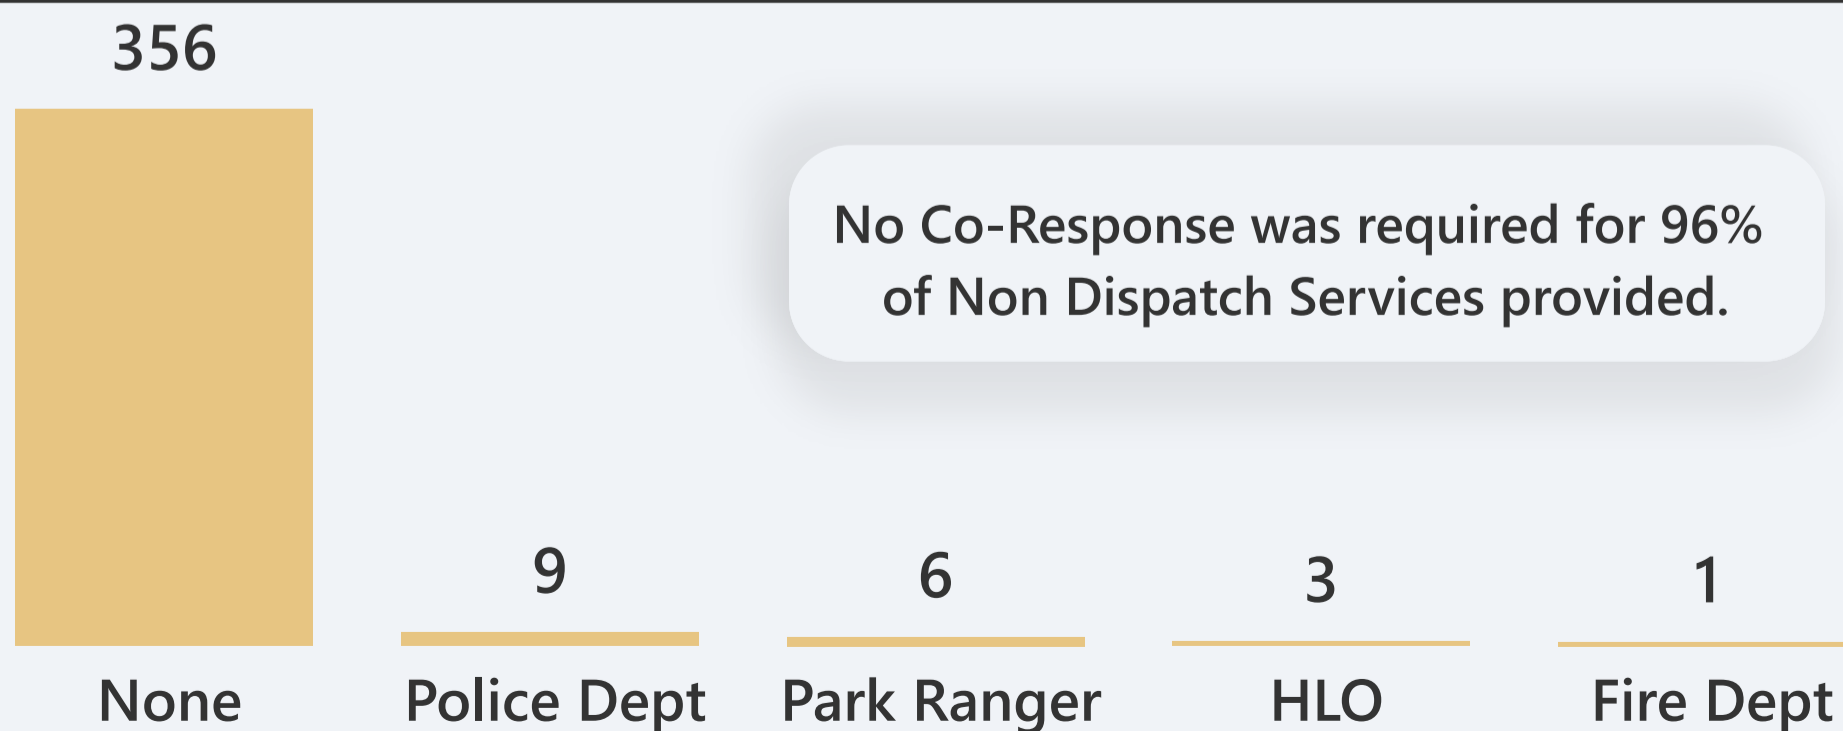 356
No Co-Response was required for 96%
of Non Dispatch Services provided.
9
6
3
1
None
Police Dept
Park Ranger
HLO
Fire Dept